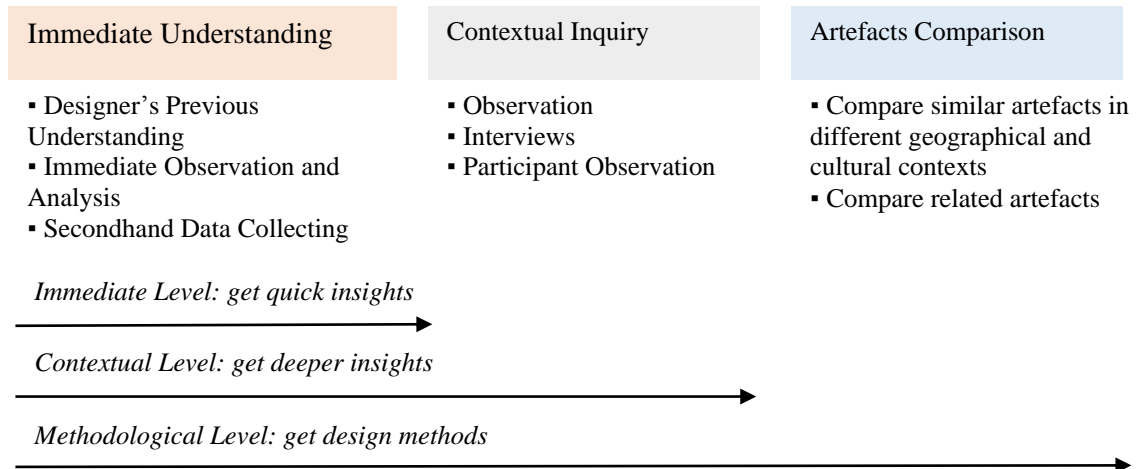 Immediate Understanding
Contextual Inquiry
Artefacts Comparison
▪ Designer’s Previous
Understanding
▪ Immediate Observation and
Analysis
▪ Secondhand Data Collecting
▪ Observation
▪ Interviews
▪ Participant Observation
▪ Compare similar artefacts in
different geographical and
cultural contexts
▪ Compare related artefacts
Immediate Level: get quick insights
Contextual Level: get deeper insights
Methodological Level: get design methods